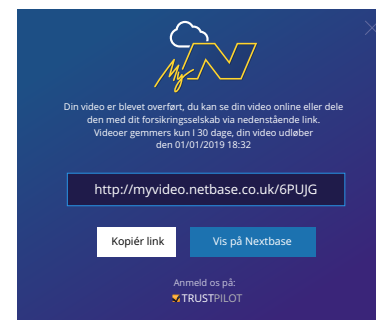 My N
Din video er blevet overført, du kan se din video online eller dele
den med dit forsikringsselskab via nedenstående link.
Videoer gemmers kun I 30 dage, din video udløber
den 01/01/2019 18:32
http://myvideo.netbase.co.uk/6PUJG
Kopiér link
Vis på Nextbase
Anmeld os på:
TRUSTPILOT